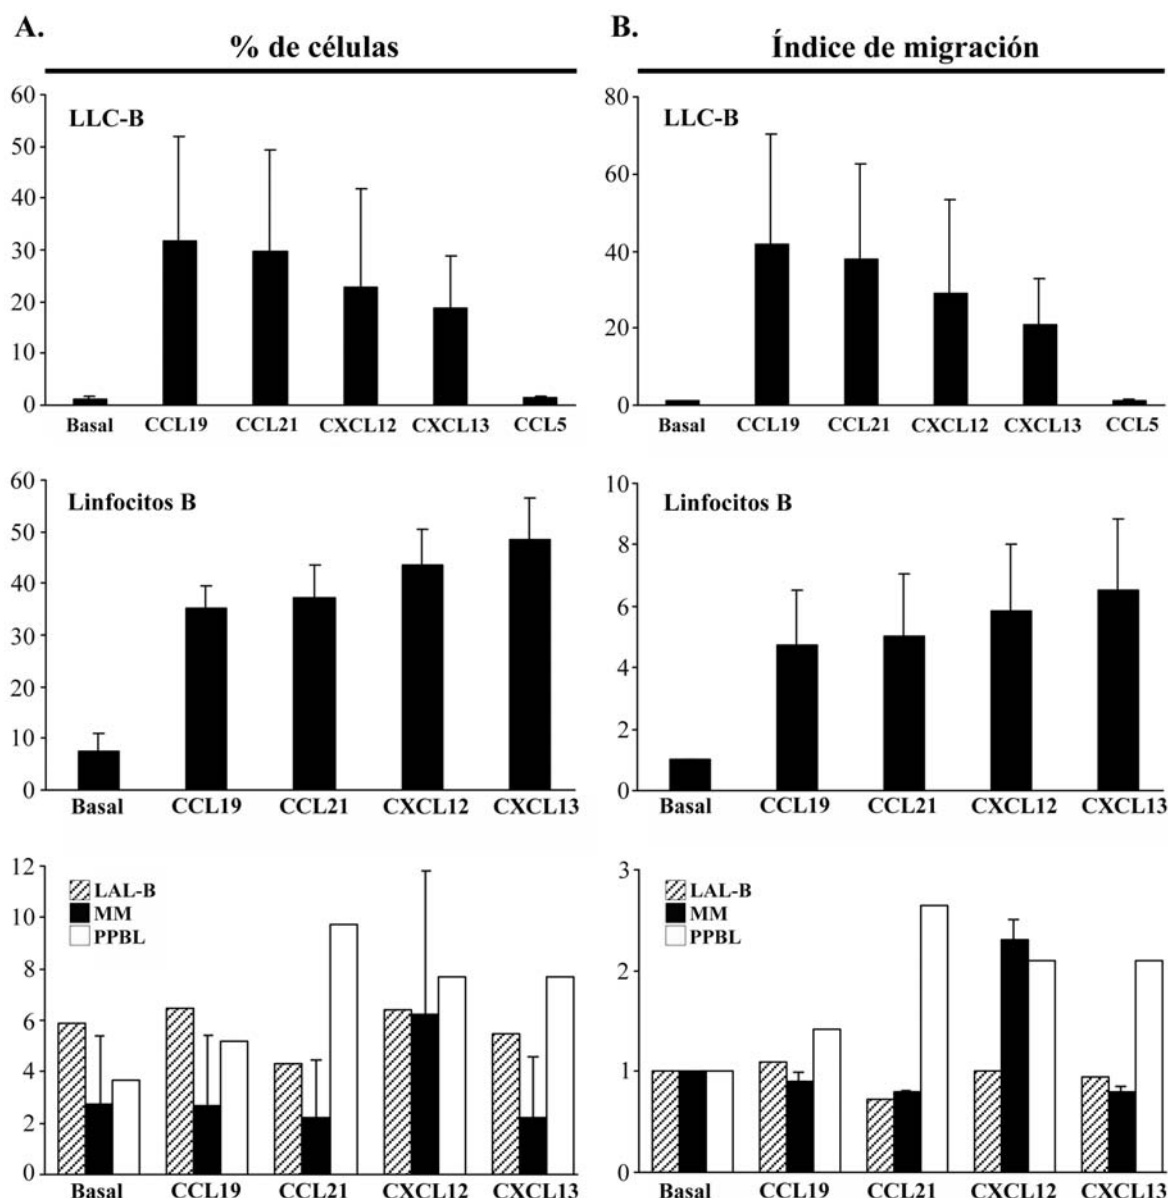 A.
% de células
B.
Índice de migración
LLC-B
60
50
40
30
20
10
0
Basal CCL19 CCL21 CXCL12 CXCL13 CCL5
LLC-B
80
60
40
20
0
Basal CCL19 CCL21 CXCL12 CXCL13 CCL5
Linfocitos B
60
50
40
30
20
10
0
Basal CCL19 CCL21 CXCL12 CXCL13
Linfocitos B
10
8
6
4
2
0
Basal CCL19 CCL21 CXCL12 CXCL13
12
10
8
6
4
2
0
LAL-B
MM
PPBL
Basal CCL19 CCL21 CXCL12 CXCL13
3
2
1
0
LAL-B
MM
PPBL
Basal CCL19 CCL21 CXCL12 CXCL13